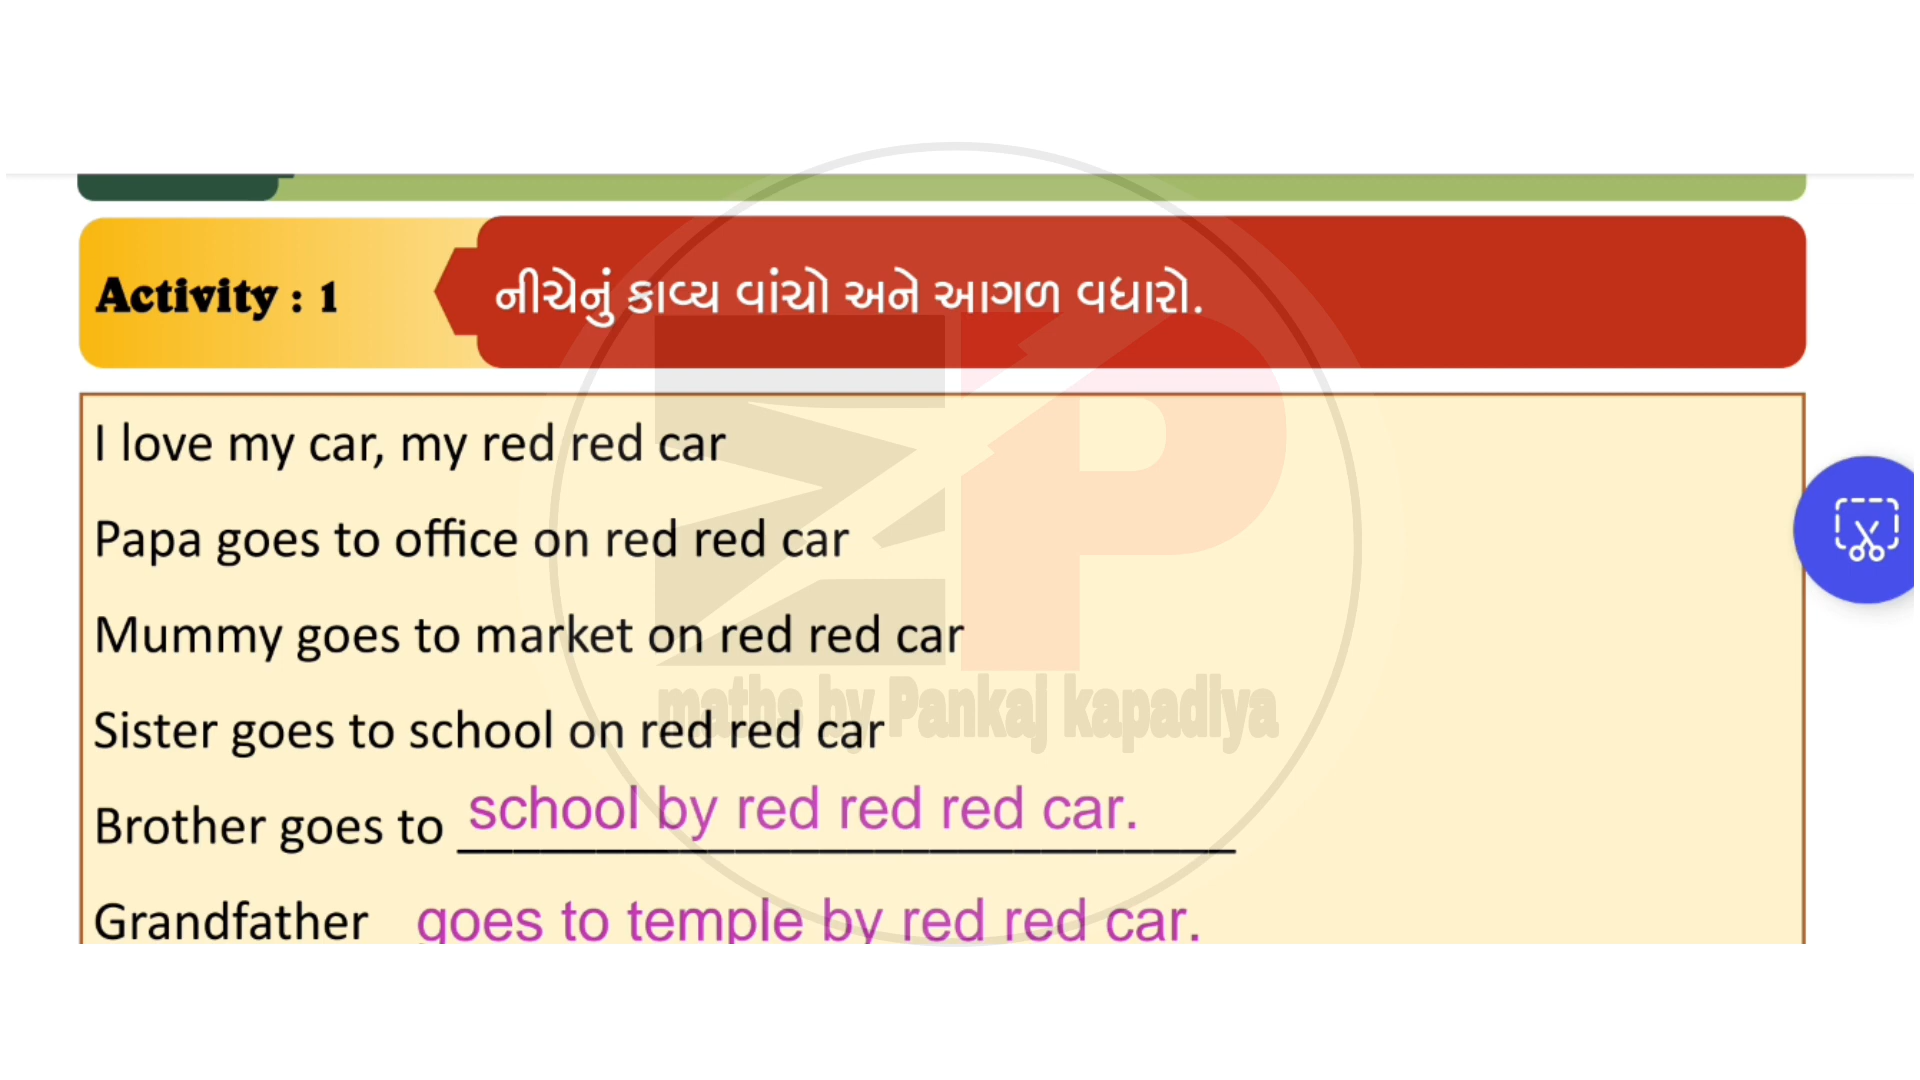 Activity : 1
નીચેનું કાવ્ય વાંચો અને આગળ વધારો.
I love my car, my red red car
Papa goes to office on red red car
Mummy goes to market on red red car
maths by Pankaj kapadiya
Sister goes to school on red red car
Brother goes to school by red red red car.
Grandfather goes to temple by red red car.